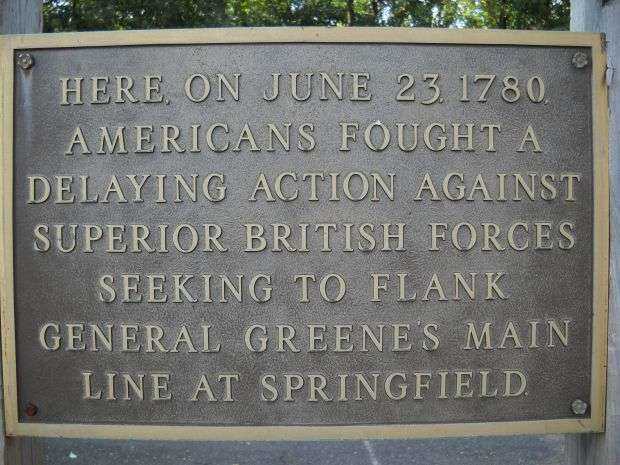 HERE, ON JUNE 23, 1780,
AMERICANS FOUGHT A
DELAYING ACTION AGAINST
SUPERIOR BRITISH FORCES
SEEKING TO FLANK
GENERAL GREENE'S MAIN
LINE AT SPRINGFIELD.